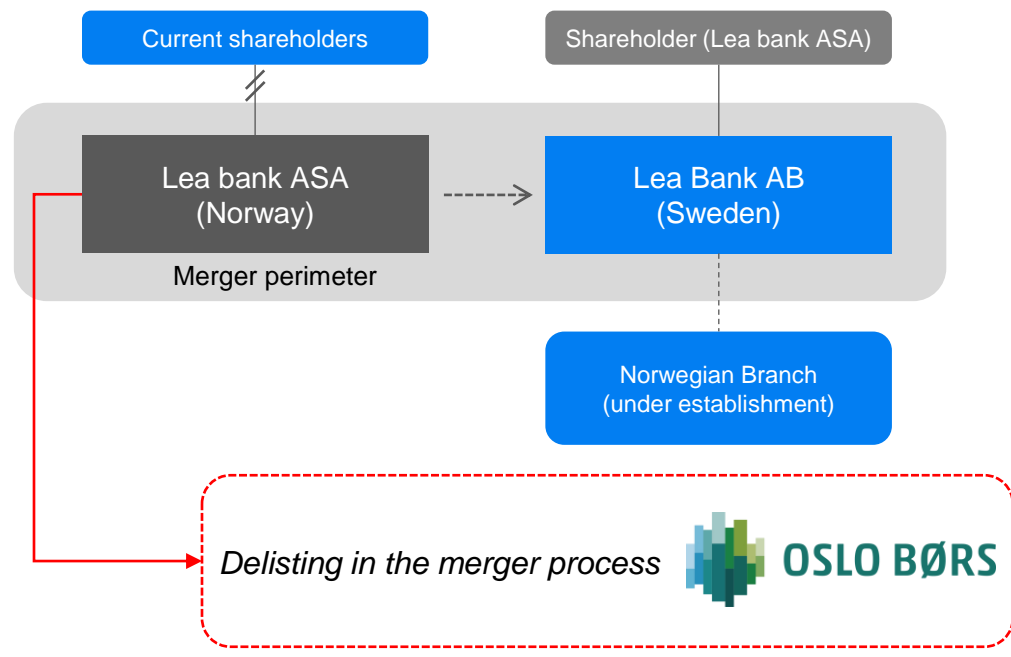 Current shareholders
Shareholder (Lea bank ASA)
Lea bank ASA
(Norway)
Lea Bank AB
(Sweden)
Merger perimeter
Norwegian Branch
(under establishment)
Delisting in the merger process
OSLO BØRS